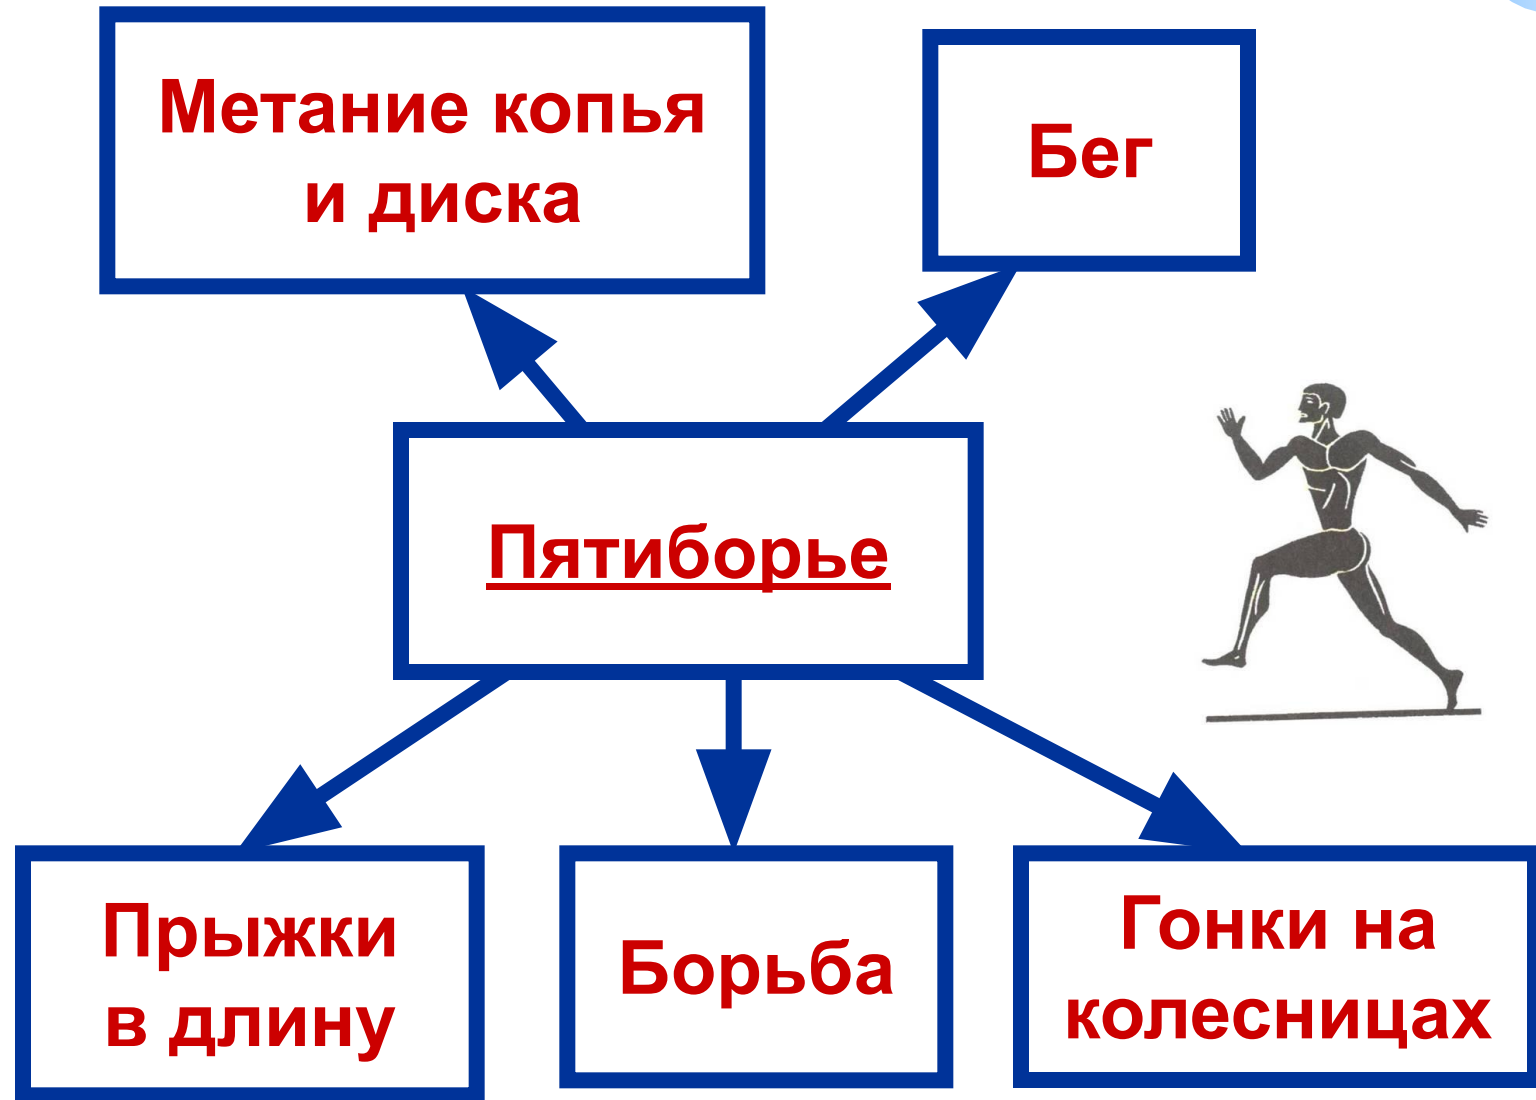 Метание копья
и диска
Бег
Пятиборье
Прыжки
в длину
Борьба
Гонки на
колесницах